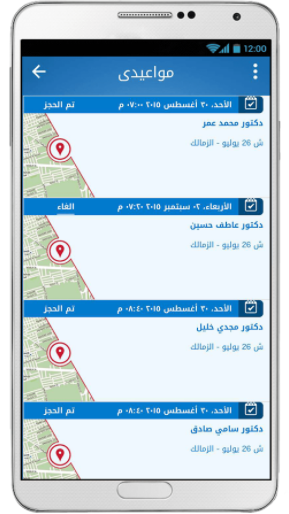 12:00
مواعيدى
الأحد، ٣٠ أغسطس ٢٠١٥ ٠٧:٠٠ م تم الحجز
دكتور محمد عمر
ش 26 يوليو - الزمالك
الأربعاء، ٠٢ سبتمبر ٢٠١٥ ٠٧:٢٠ م الغاء
دكتور عاطف حسين
ش 26 يوليو - الزمالك
الأحد، ٣٠ أغسطس ٢٠١٥ ٠٨:٤٠ م تم الحجز
دكتور مجدي خليل
ش 26 يوليو - الزمالك
الأحد، ٣٠ أغسطس ٢٠١٥ ٠٨:٤٠ م تم الحجز
دكتور سامي صادق
ش 26 يوليو - الزمالك